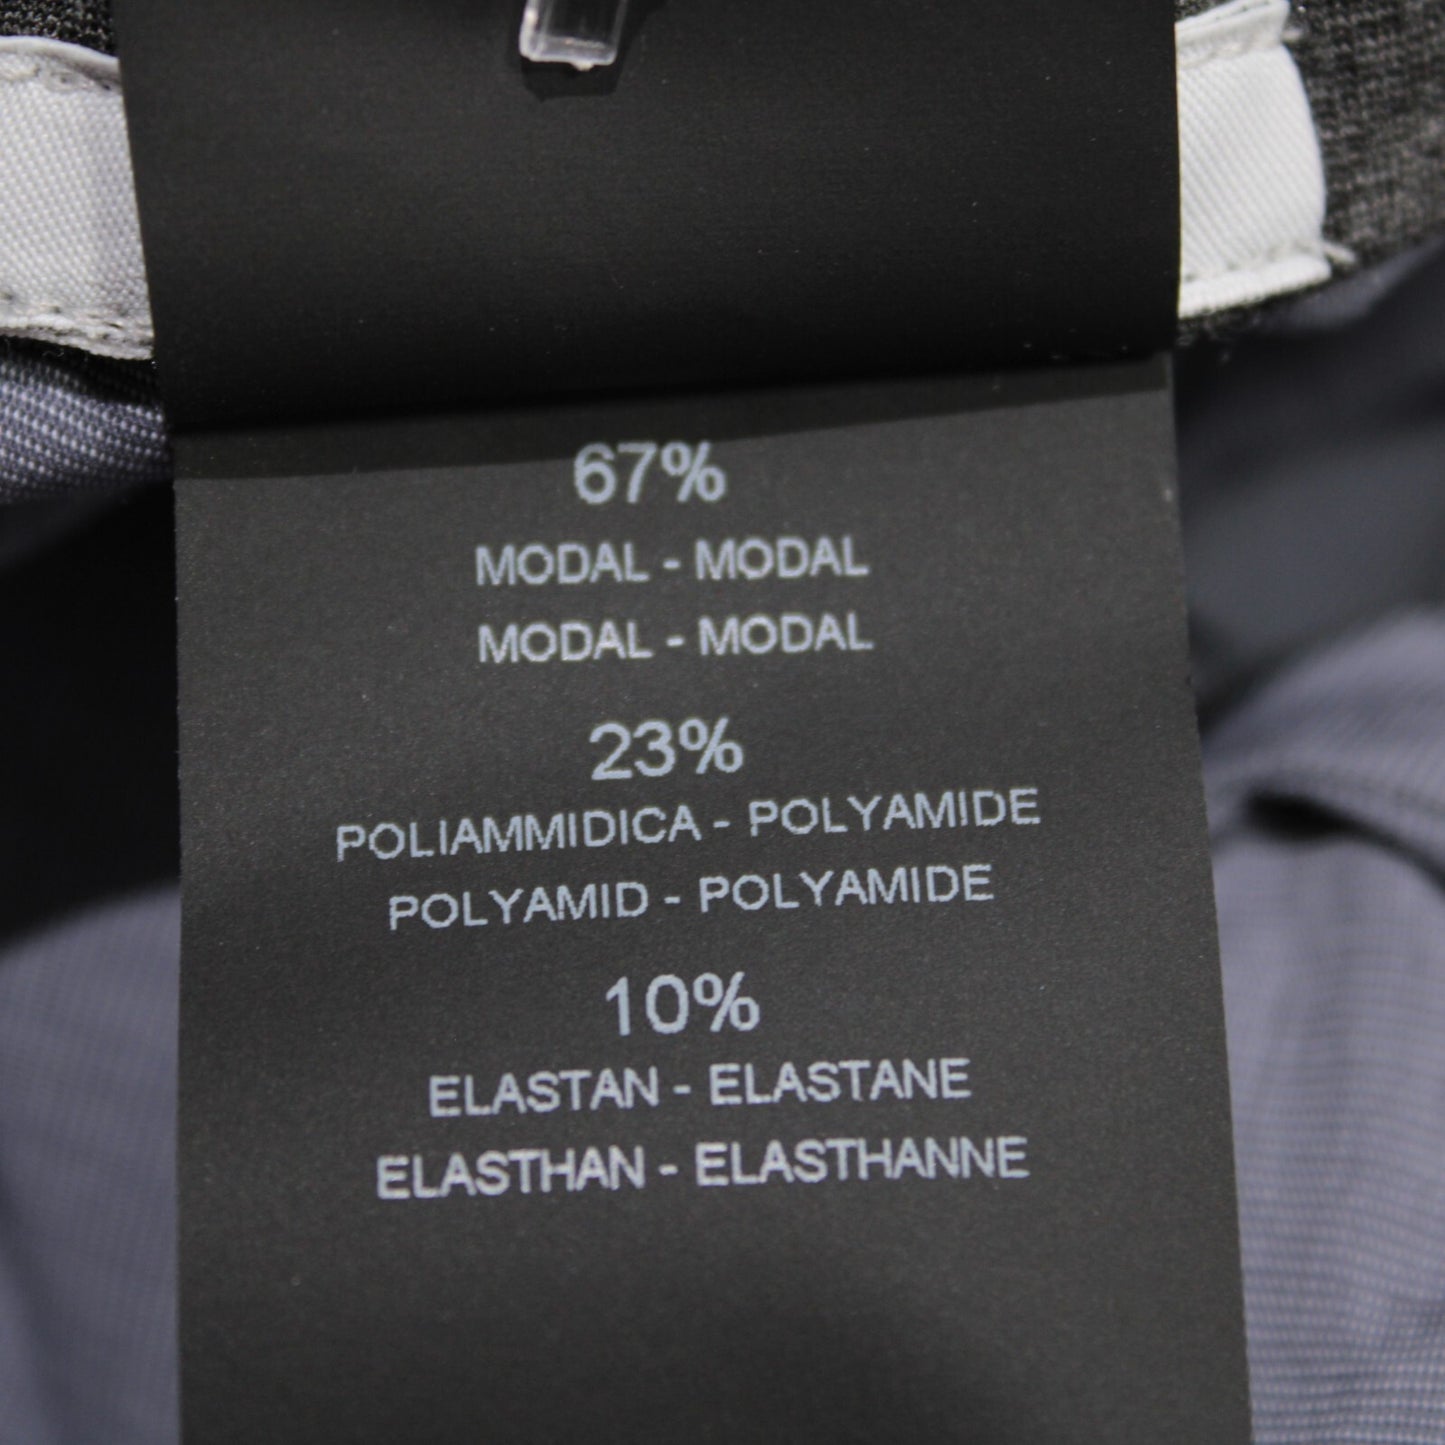 67%
MODAL - MODAL
MODAL - MODAL
23%
POLIAMMIDICA - POLYAMIDE
POLYAMID - POLYAMIDE
10%
ELASTAN - ELASTANE
ELASTHAN - ELASTHANNE